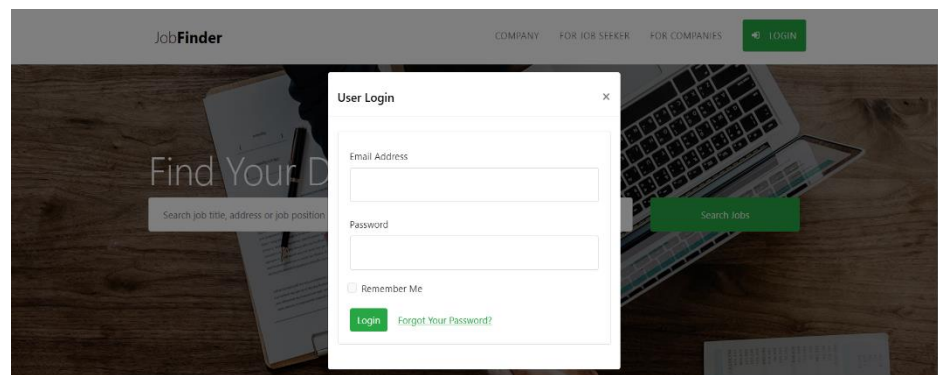 JobFinder
COMPANY FOR JOB SEEKER FOR COMPANIES LOGIN
User Login ×
Email Address
Find Your D
Search job title, address or job position
Search Jobs
Password
Remember Me
Login Forgot Your Password?